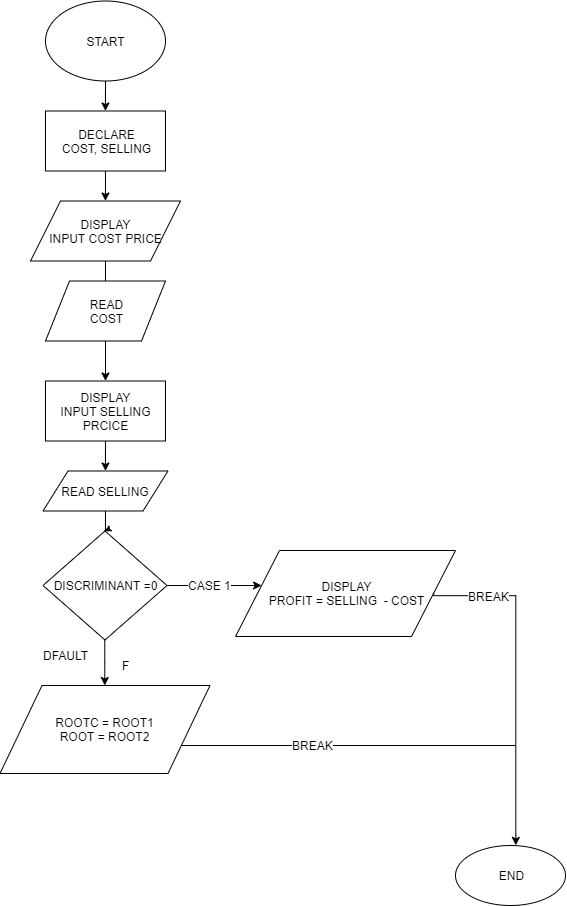 START
DECLARE
COST, SELLING
DISPLAY
INPUT COST PRICE
READ
COST
DISPLAY
INPUT SELLING
PRCICE
READ SELLING
DISCRIMINANT =0
CASE 1
DISPLAY
PROFIT = SELLING - COST
BREAK
DFAULT
F
ROOTC = ROOT1
ROOT = ROOT2
BREAK
END